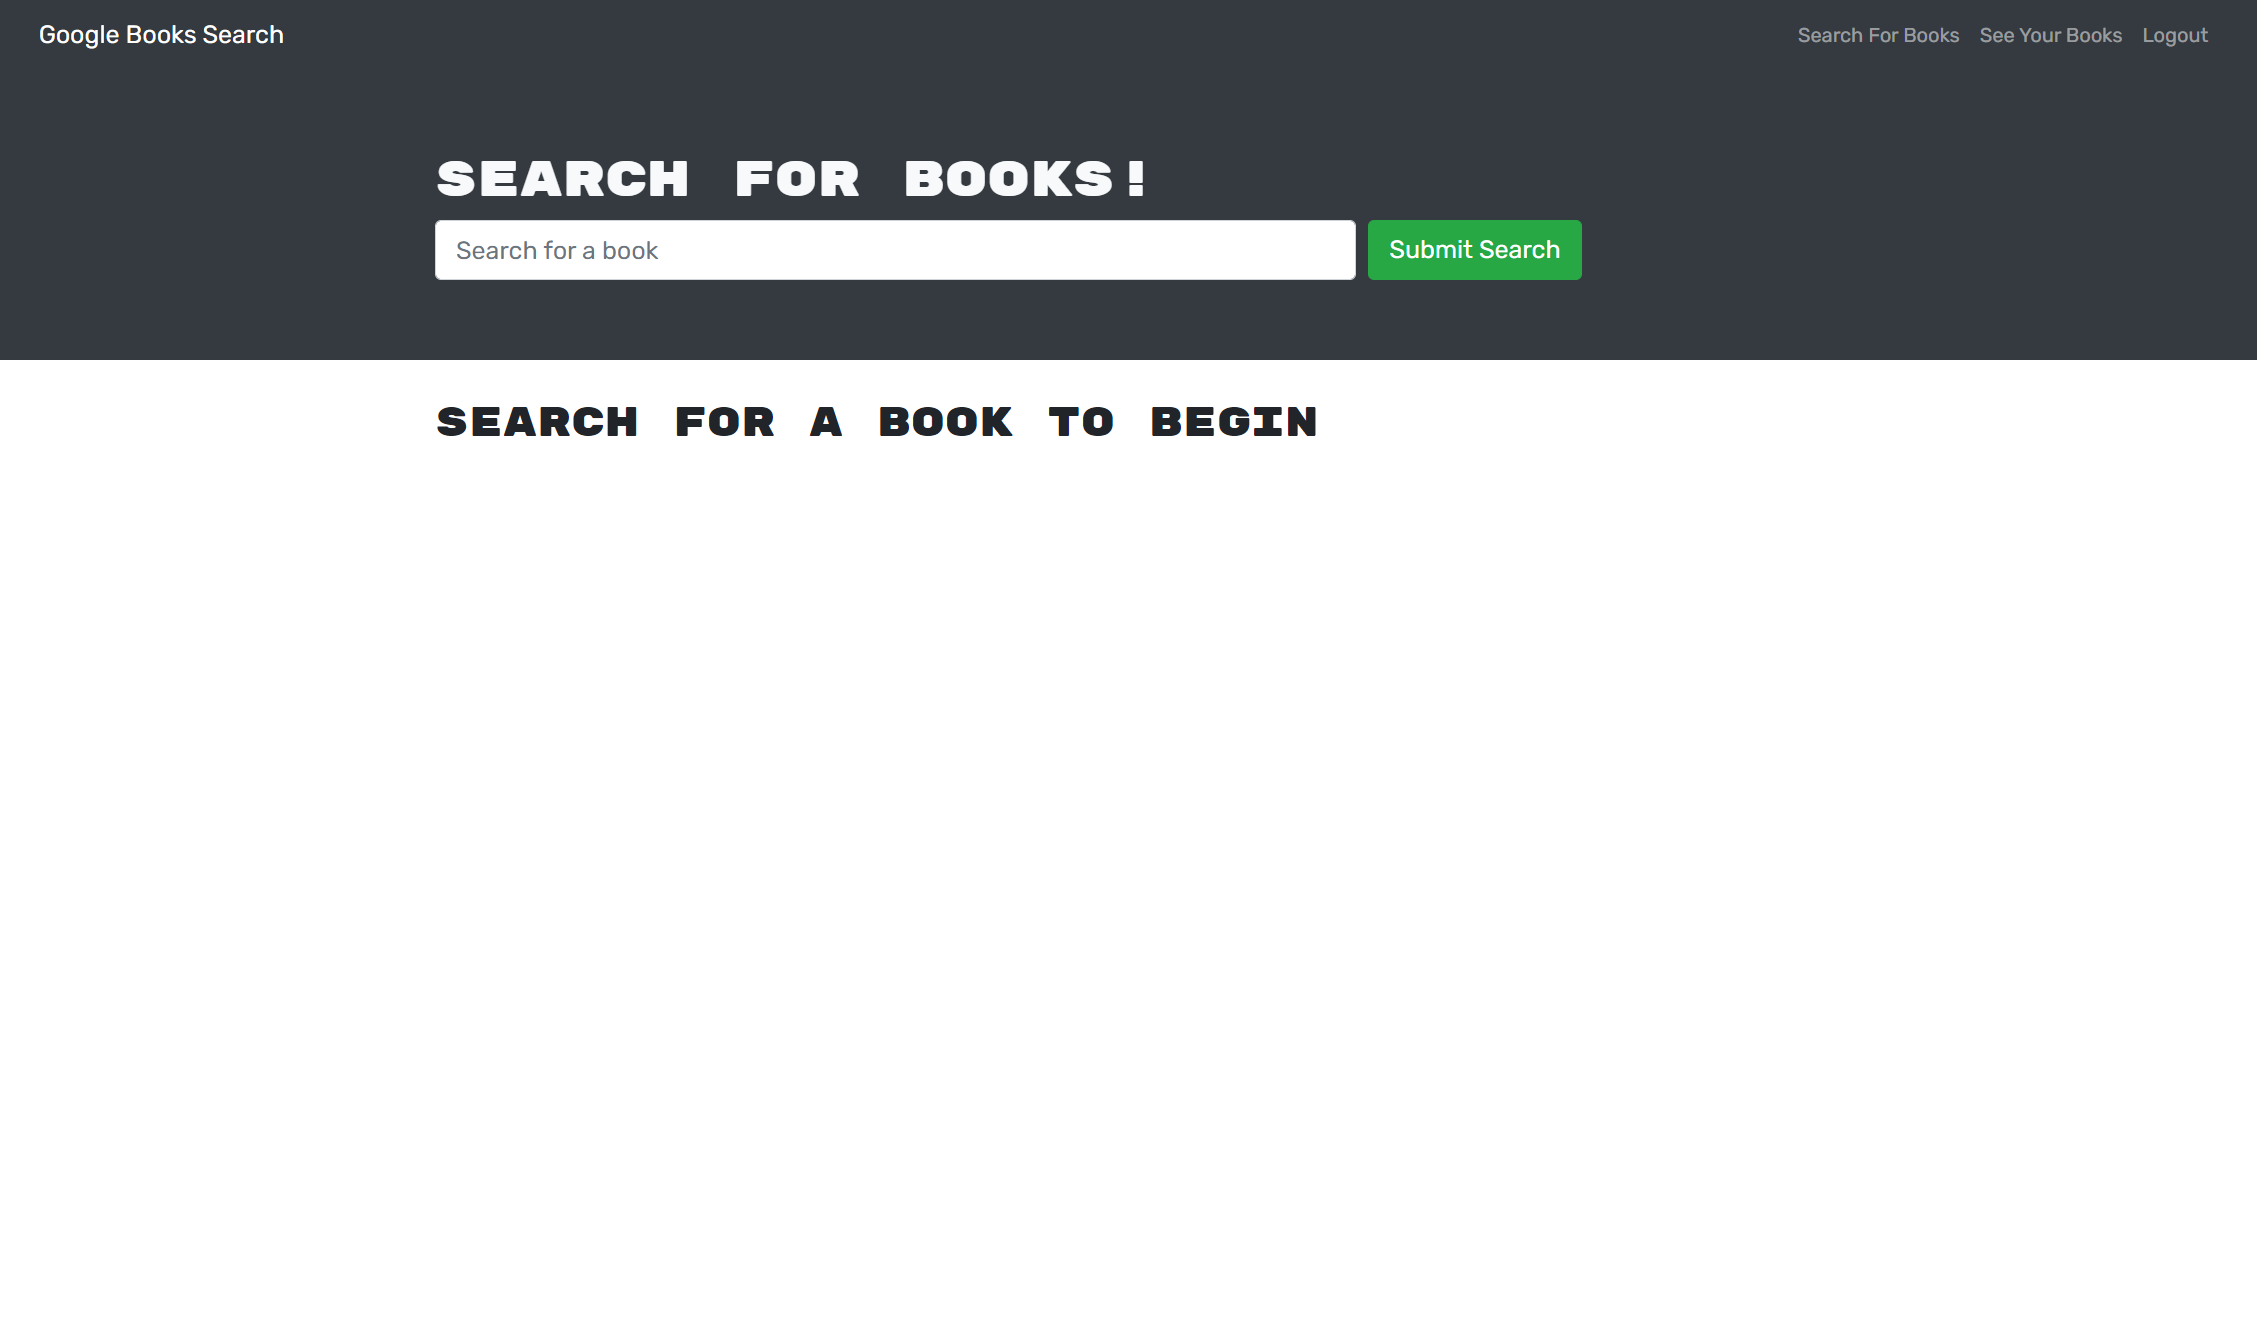 Google Books Search
Search For Books See Your Books Logout
SEARCH FOR BOOKS!
Search for a book
Submit Search
SEARCH FOR A BOOK TO BEGIN